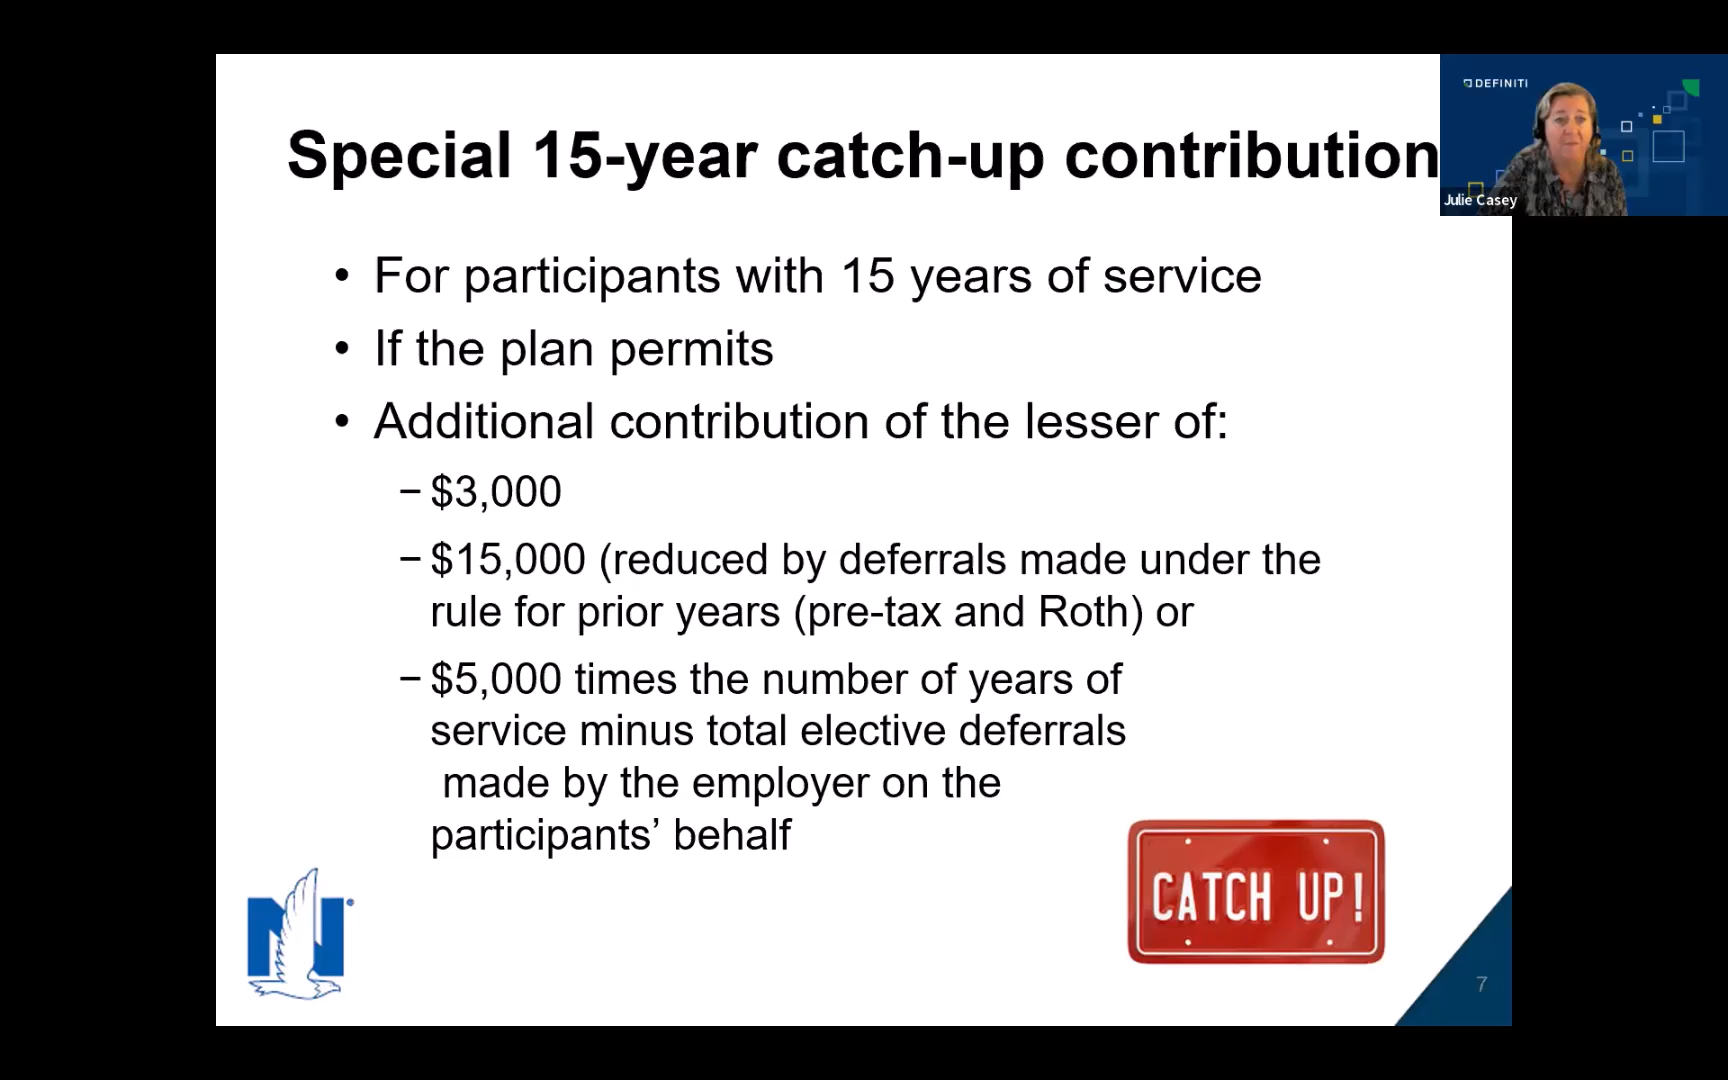 Special 15-year catch-up contribution
DEFINITI
Julie Casey
• For participants with 15 years of service
• If the plan permits
• Additional contribution of the lesser of:
– $3,000
– $15,000 (reduced by deferrals made under the
rule for prior years (pre-tax and Roth) or
– $5,000 times the number of years of
service minus total elective deferrals
made by the employer on the
participants’ behalf
CATCH UP!
N
7